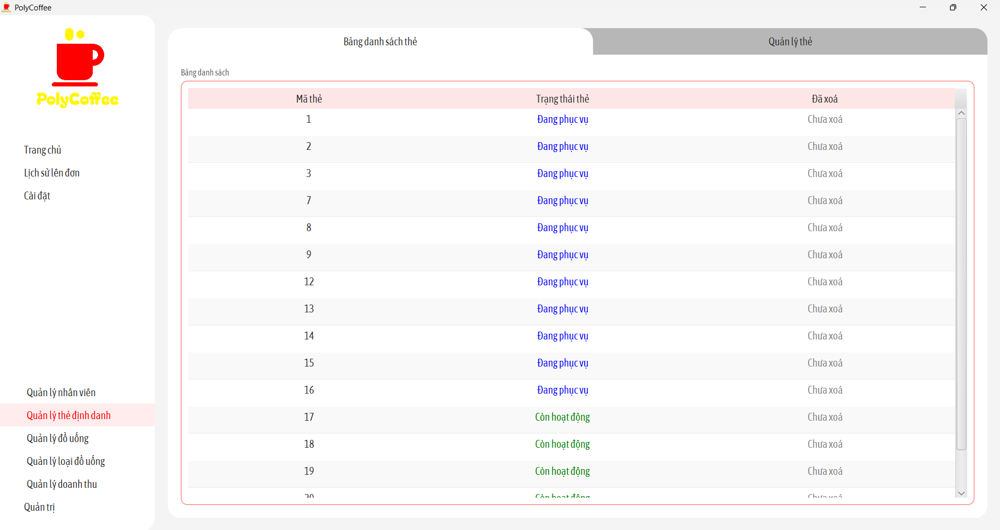 PolyCoffee
PolyCoffee
Trang chủ
Lịch sử lên đơn
Cài đặt
Quản lý nhân viên
Quản lý thẻ định danh
Quản lý đồ uống
Quản lý loại đồ uống
Quản lý doanh thu
Quản trị
Bảng danh sách thẻ Quản lý thẻ
Bảng danh sách
Mã thẻ Trạng thái thẻ Đã xoá
1 Đang phục vụ Chưa xoá
2 Đang phục vụ Chưa xoá
3 Đang phục vụ Chưa xoá
7 Đang phục vụ Chưa xoá
8 Đang phục vụ Chưa xoá
9 Đang phục vụ Chưa xoá
12 Đang phục vụ Chưa xoá
13 Đang phục vụ Chưa xoá
14 Đang phục vụ Chưa xoá
15 Đang phục vụ Chưa xoá
16 Đang phục vụ Chưa xoá
17 Còn hoạt động Chưa xoá
18 Còn hoạt động Chưa xoá
19 Còn hoạt động Chưa xoá
20 Còn hoạt động Chưa xoá